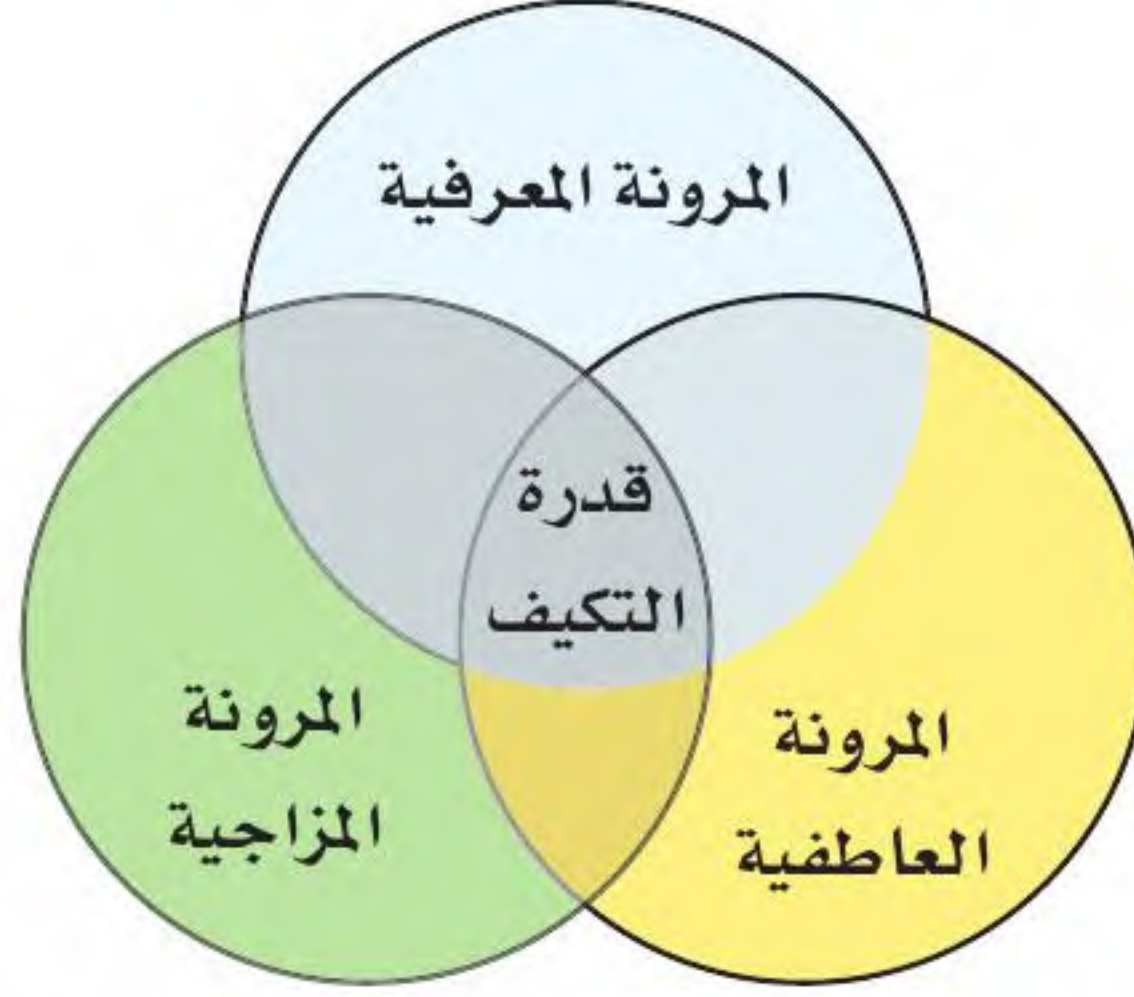 المرونة المعرفية
قدرة
التكيف
المرونة
العاطفية
المرونة
المزاجية